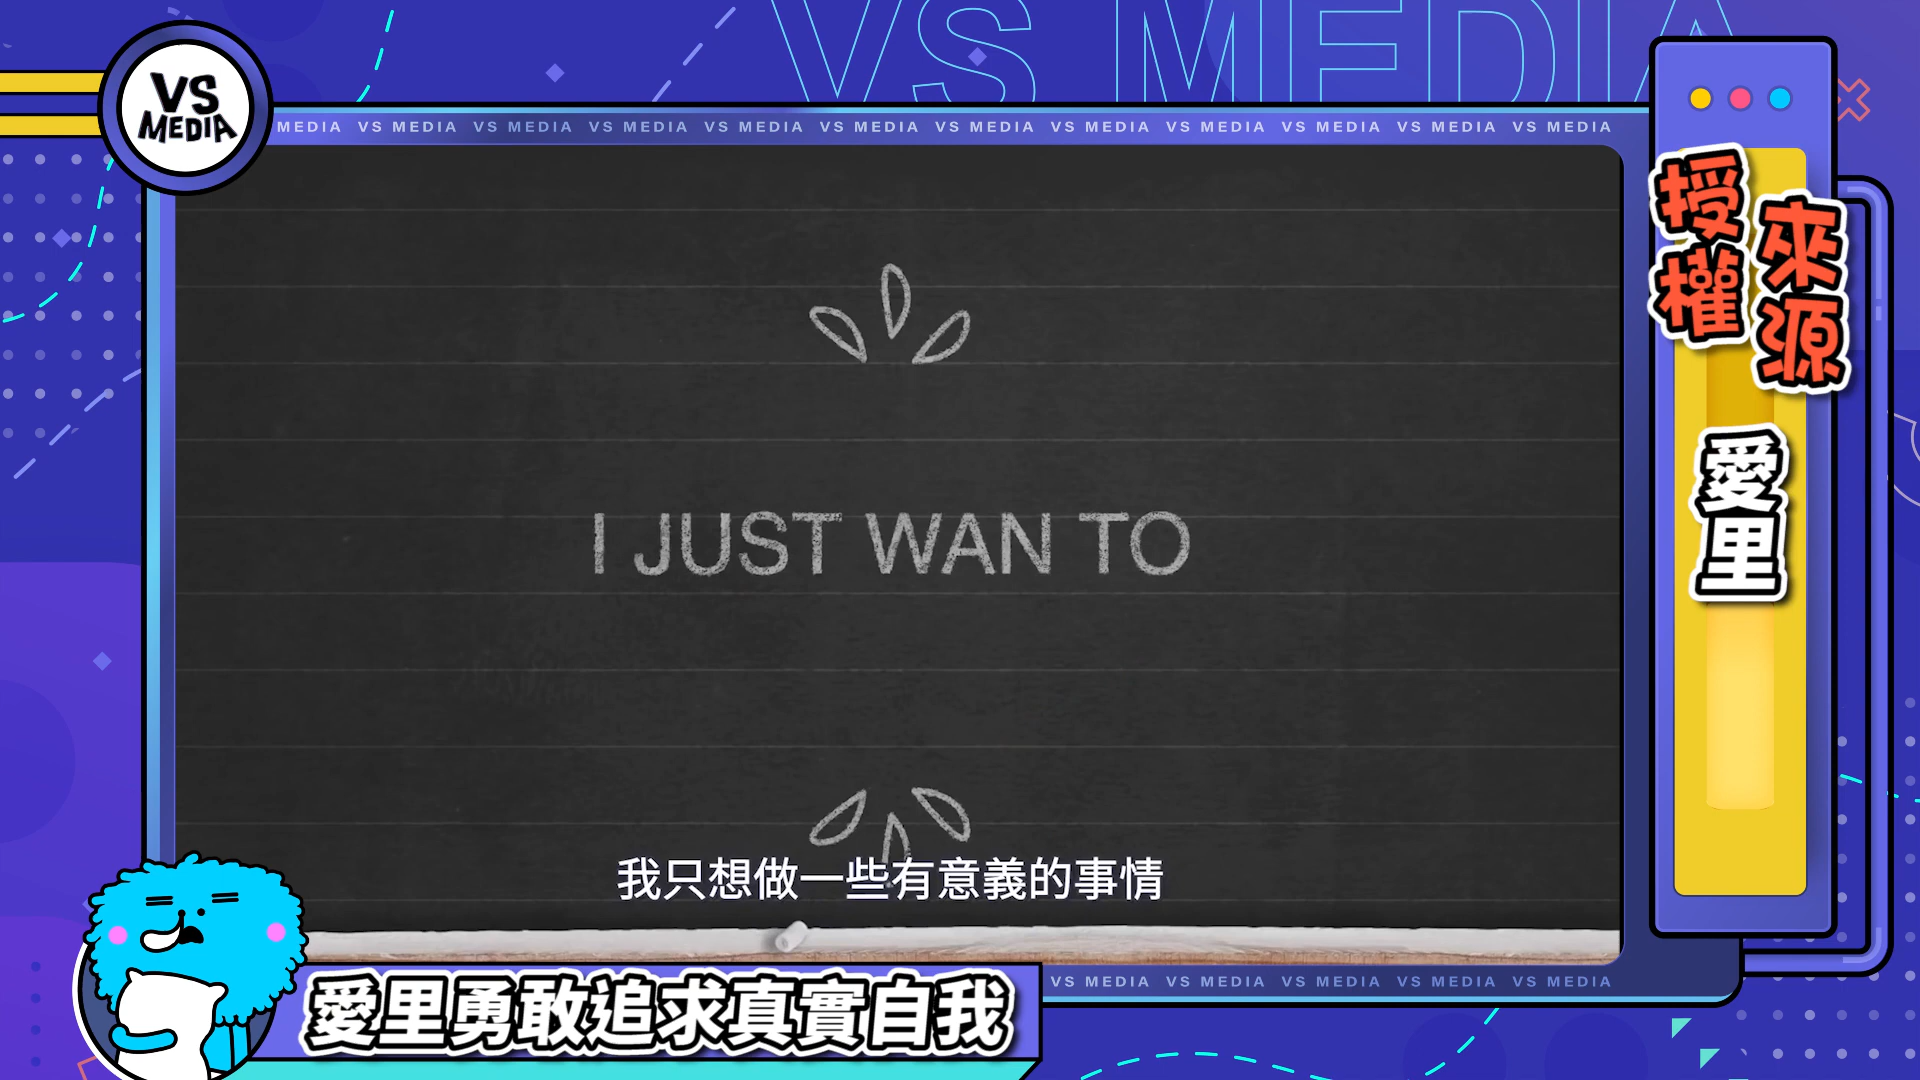 VS MEDIA
VS
MEDIA
MEDIA VS MEDIA VS MEDIA VS MEDIA VS MEDIA VS MEDIA VS MEDIA VS MEDIA VS MEDIA VS MEDIA VS MEDIA VS MEDIA
來源
授權
愛里
I JUST WAN TO
我只想做一些有意義的事情
VS MEDIA VS MEDIA VS MEDIA VS MEDIA VS MEDIA
愛里勇敢追求真實自我